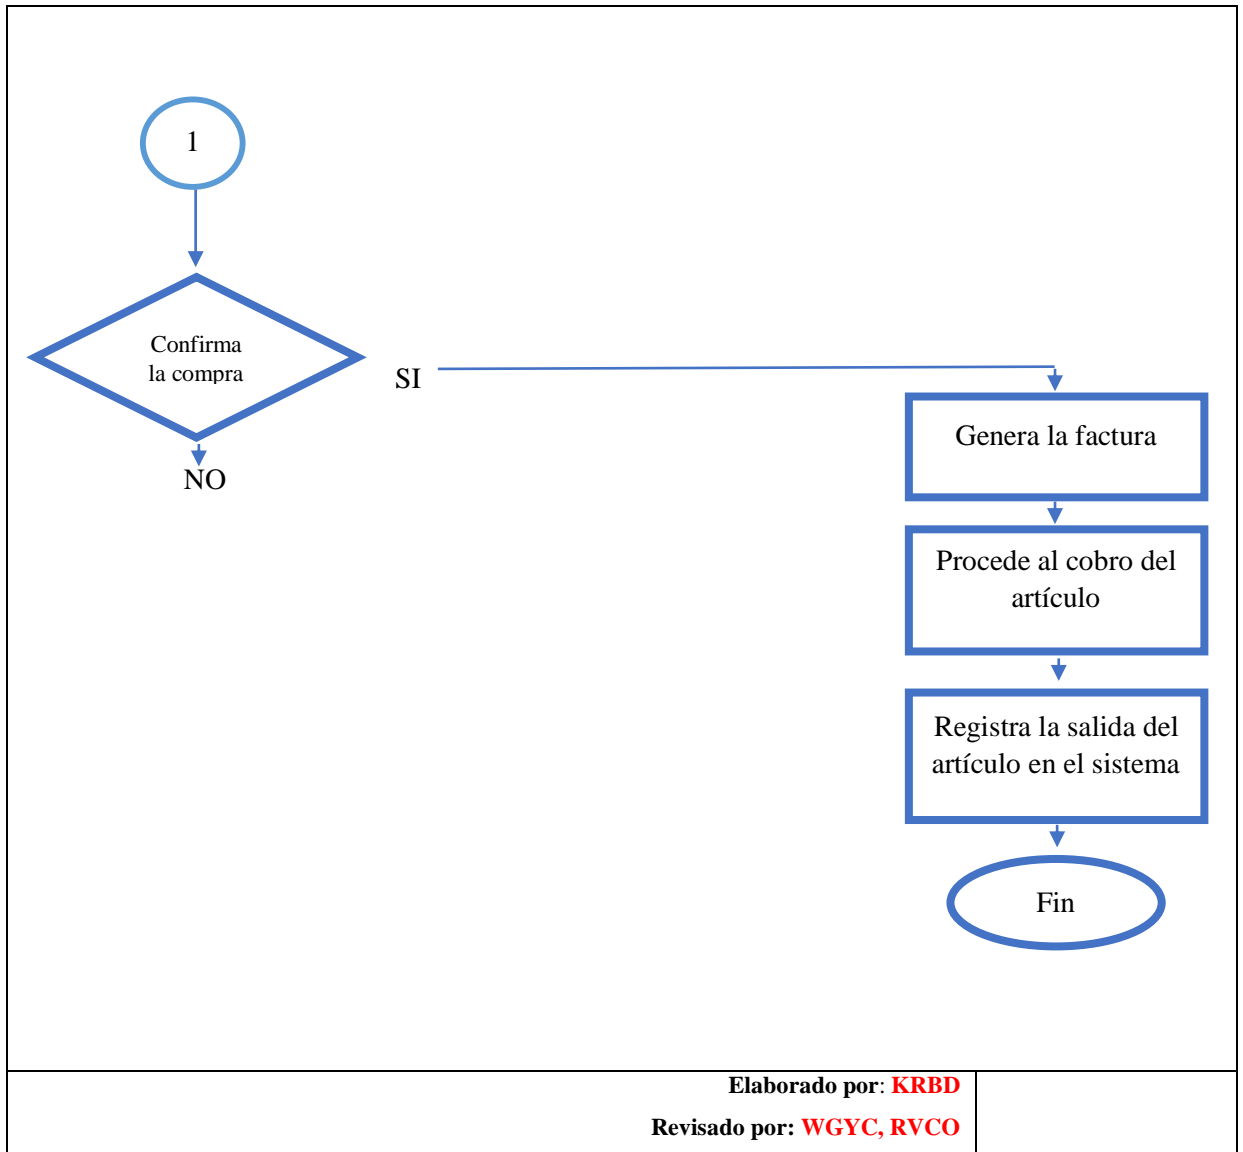 1
Confirma
la compra
SI
NO
Genera la factura
Procede al cobro del
artículo
Registra la salida del
artículo en el sistema
Fin
Elaborado por: KRBD
Revisado por: WGYC, RVCO